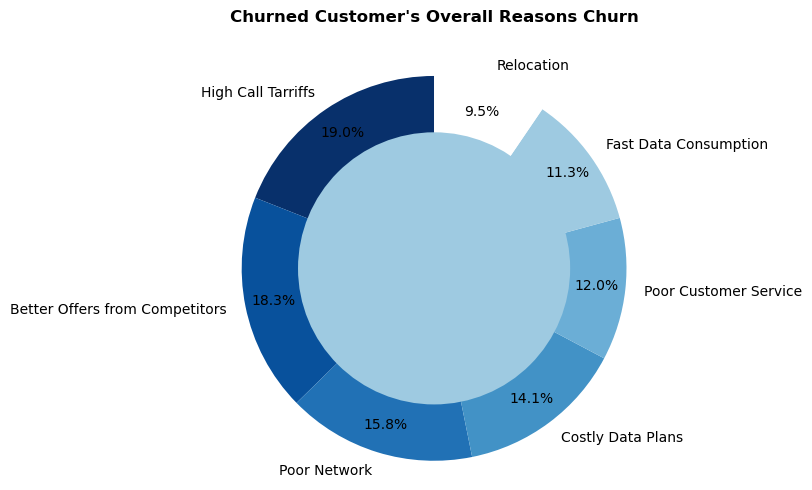 Churned Customer's Overall Reasons Churn
Relocation
9.5%
High Call Tarriffs
19.0%
Fast Data Consumption
11.3%
Poor Customer Service
12.0%
Better Offers from Competitors
18.3%
Costly Data Plans
14.1%
Poor Network
15.8%